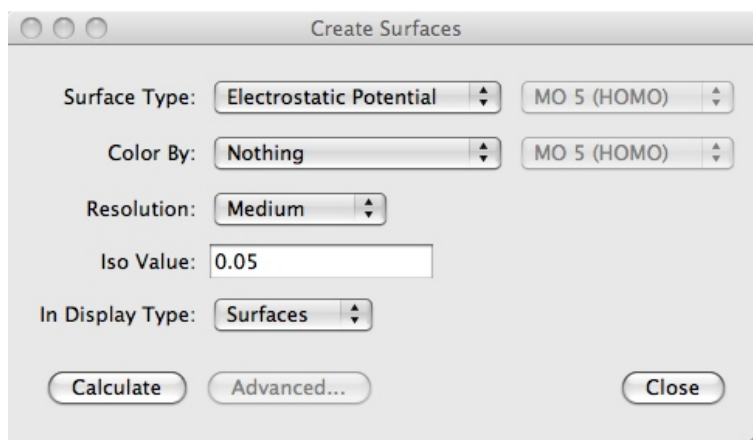 Create Surfaces
Surface Type: Electrostatic Potential MO 5 (HOMO)
Color By: Nothing MO 5 (HOMO)
Resolution: Medium
Iso Value: 0.05
In Display Type: Surfaces
Calculate Advanced... Close